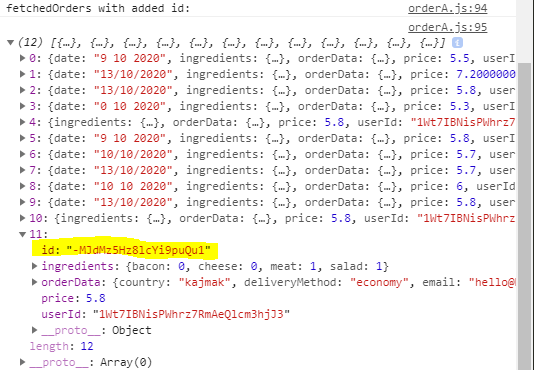 fetchedOrders with added id: orderA.js:94
orderA.js:95
(12) [{…}, {…}, {…}, {…}, {…}, {…}, {…}, {…}, {…}, {…}, {…}, {…}] i
0: {date: "9 10 2020", ingredients: {…}, orderData: {…}, price: 5.5, userI
1: {date: "13/10/2020", ingredients: {…}, orderData: {…}, price: 7.2000000
2: {date: "13/10/2020", ingredients: {…}, orderData: {…}, price: 5.8, user
3: {date: "0 10 2020", ingredients: {…}, orderData: {…}, price: 5.3, userI
4: {ingredients: {…}, orderData: {…}, price: 5.8, userId: "1Wt7IBNisPWhrz7
5: {date: "9 10 2020", ingredients: {…}, orderData: {…}, price: 5.8, userI
6: {date: "10/10/2020", ingredients: {…}, orderData: {…}, price: 5.7, user
7: {date: "13/10/2020", ingredients: {…}, orderData: {…}, price: 5.7, user
8: {date: "10 10 2020", ingredients: {…}, orderData: {…}, price: 6, userId
9: {date: "13/10/2020", ingredients: {…}, orderData: {…}, price: 5.8, user
10: {ingredients: {…}, orderData: {…}, price: 5.8, userId: "1Wt7IBNisPWhrz
11:
id: "-MJdMz5Hz8lcYi9puQu1"
ingredients: {bacon: 0, cheese: 0, meat: 1, salad: 1}
orderData: {country: "kajmak", deliveryMethod: "economy", email: "hello@
price: 5.8
userId: "1Wt7IBNisPWhrz7RmAeQlcm3hjJ3"
__proto__: Object
length: 12
__proto__: Array(0)